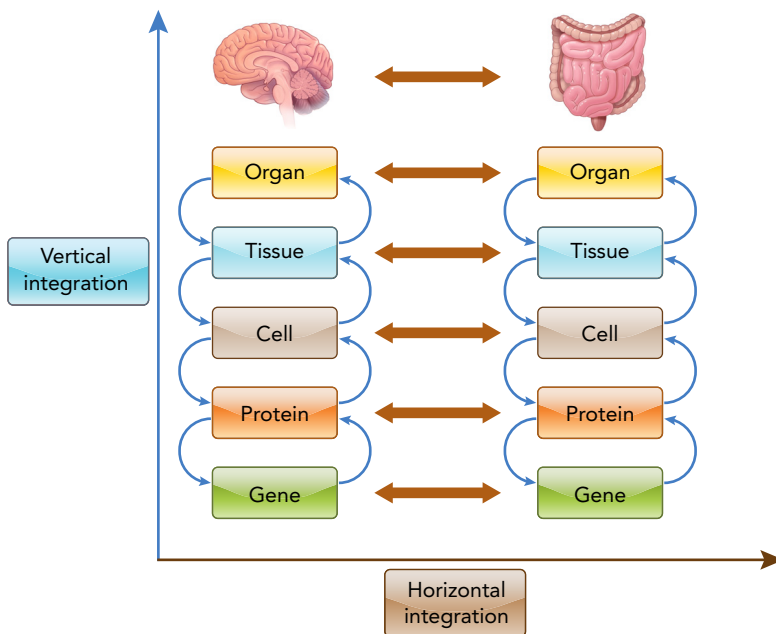 Organ
Organ
Vertical
integration
Tissue
Tissue
Cell
Cell
Protein
Protein
Gene
Gene
Horizontal
integration